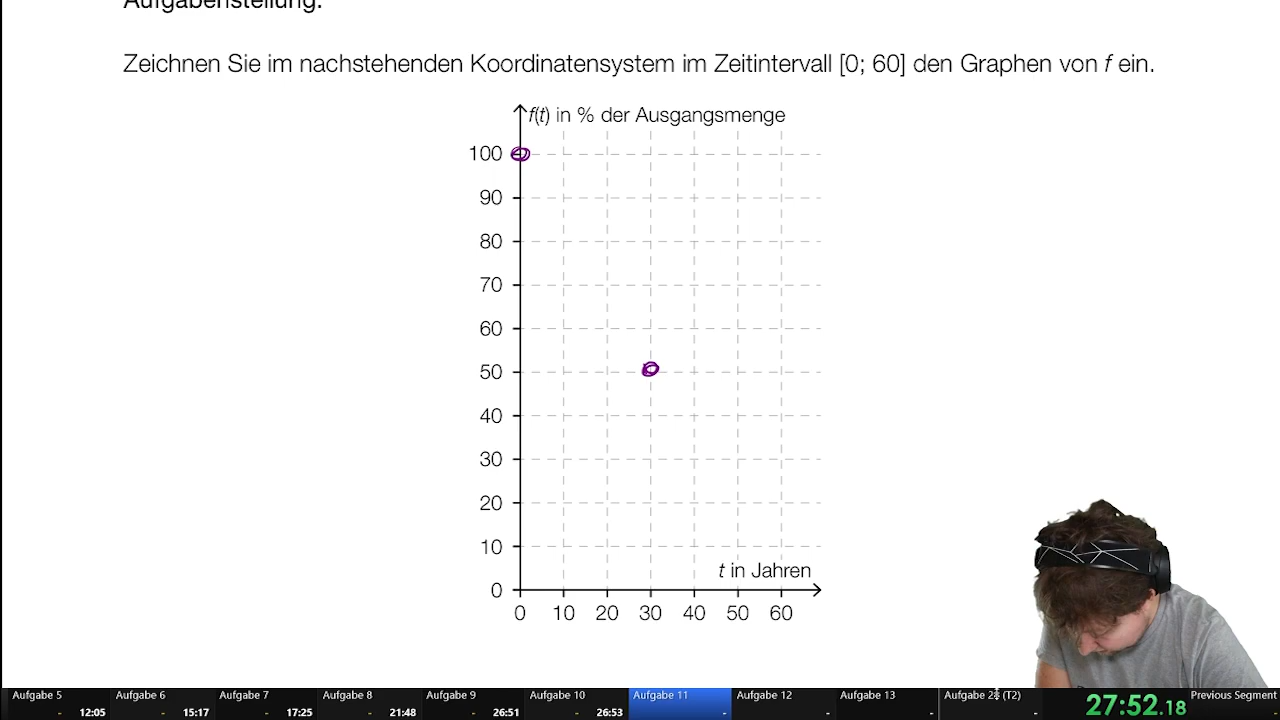 Aufgabenstellung:
Zeichnen Sie im nachstehenden Koordinatensystem im Zeitintervall [0; 60] den Graphen von f ein.
f(t) in % der Ausgangsmenge
100
90
80
70
60
50
40
30
20
10
0
t in Jahren
0 10 20 30 40 50 60
Aufgabe 5 Aufgabe 6 Aufgabe 7 Aufgabe 8 Aufgabe 9 Aufgabe 10 Aufgabe 11 Aufgabe 12 Aufgabe 13 Previous Segment
- 12:05 - 15:17 - 17:25 - 21:48 - 26:51 - 26:53 - - - - 27:52.18 -